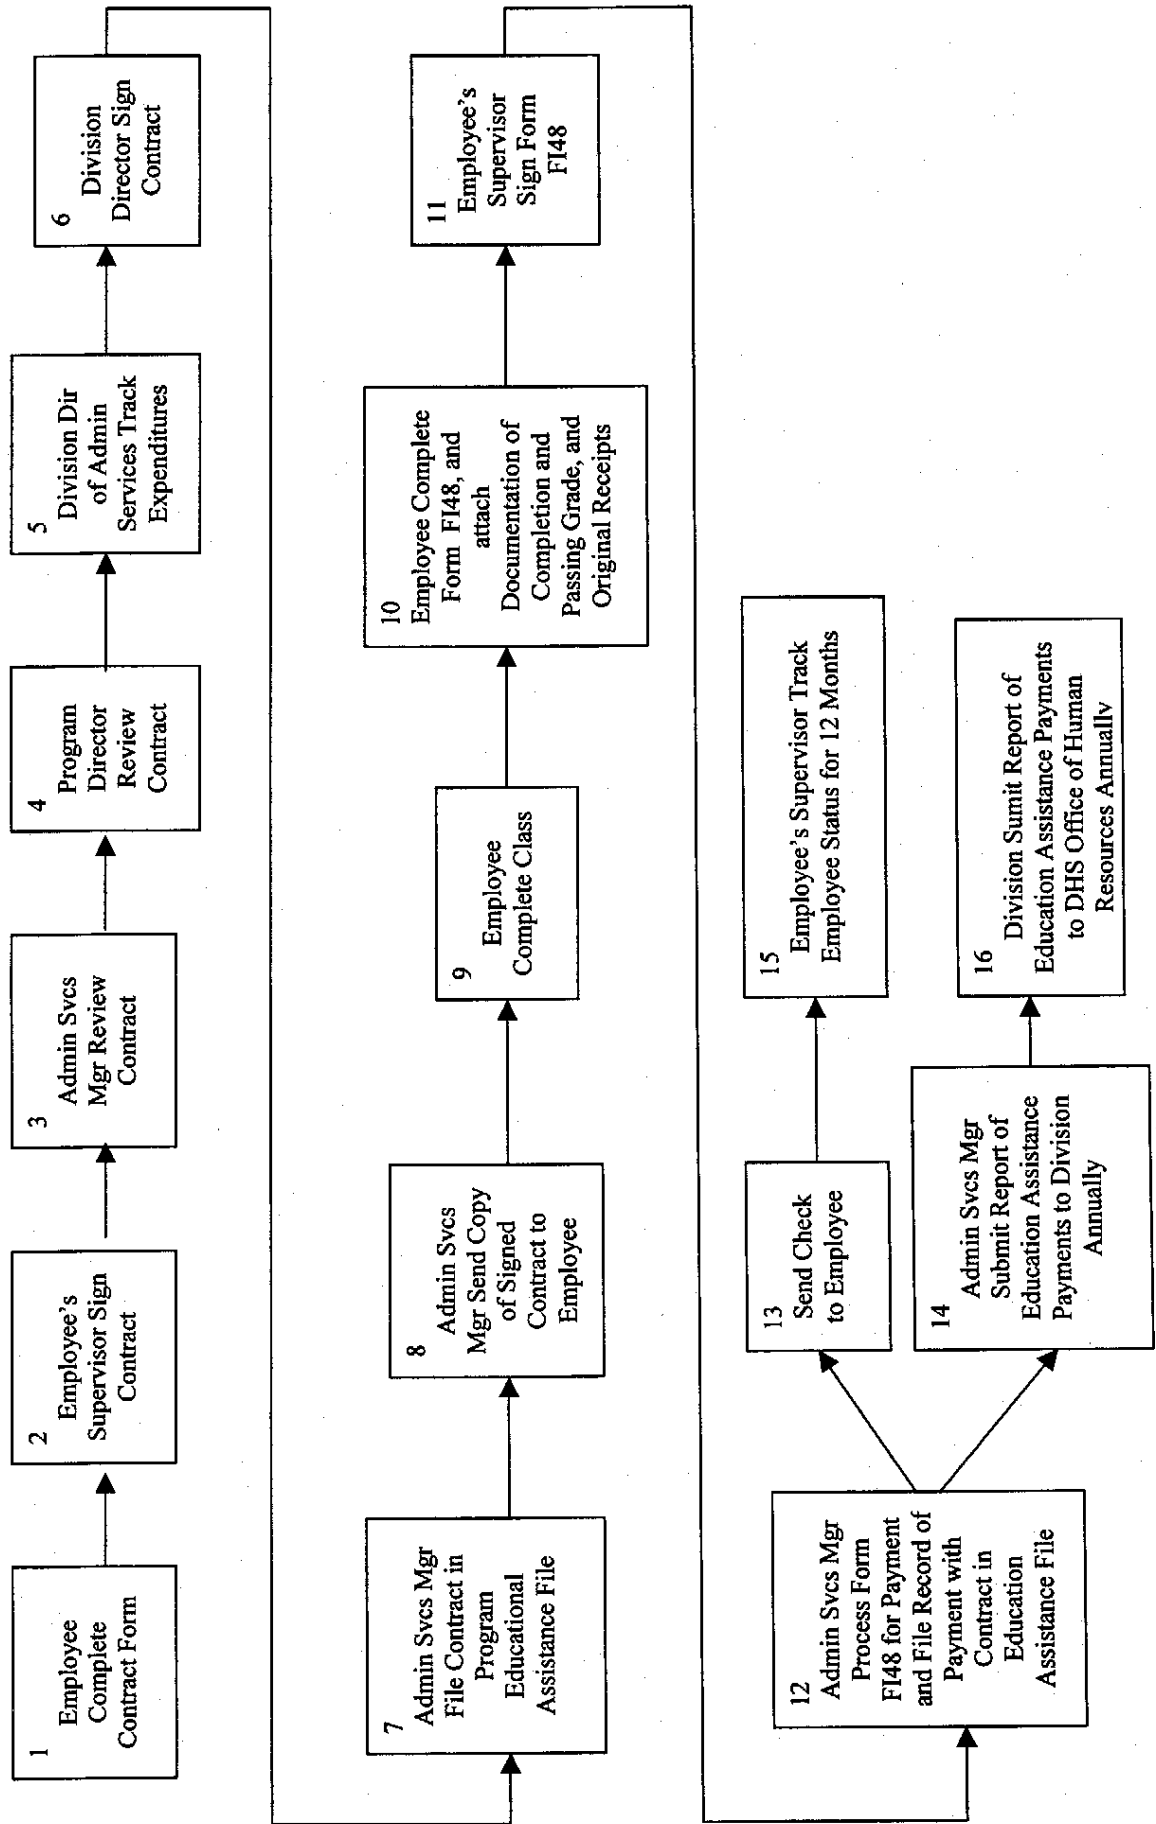 1
Employee
Complete
Contract Form
2
Employee's
Supervisor Sign
Contract
3
Admin Svcs
Mgr Review
Contract
4
Program
Director
Review
Contract
5
Division Dir
of Admin
Services Track
Expenditures
6
Division
Director Sign
Contract
7
Admin Svcs Mgr
File Contract in
Program
Educational
Assistance File
8
Admin Svcs
Mgr Send Copy
of Signed
Contract to
Employee
9
Employee
Complete Class
10
Employee Complete
Form FI48, and
attach
Documentation of
Completion and
Passing Grade, and
Original Receipts
11
Employee's
Supervisor
Sign Form
FI48
12
Admin Svcs Mgr
Process Form
FI48 for Payment
and File Record of
Payment with
Contract in
Education
Assistance File
13
Send Check
to Employee
14
Admin Svcs Mgr
Submit Report of
Education Assistance
Payments to Division
Annually
15
Employee's Supervisor Track
Employee Status for 12 Months
16
Division Sumit Report of
Education Assistance Payments
to DHS Office of Human
Resources Annually